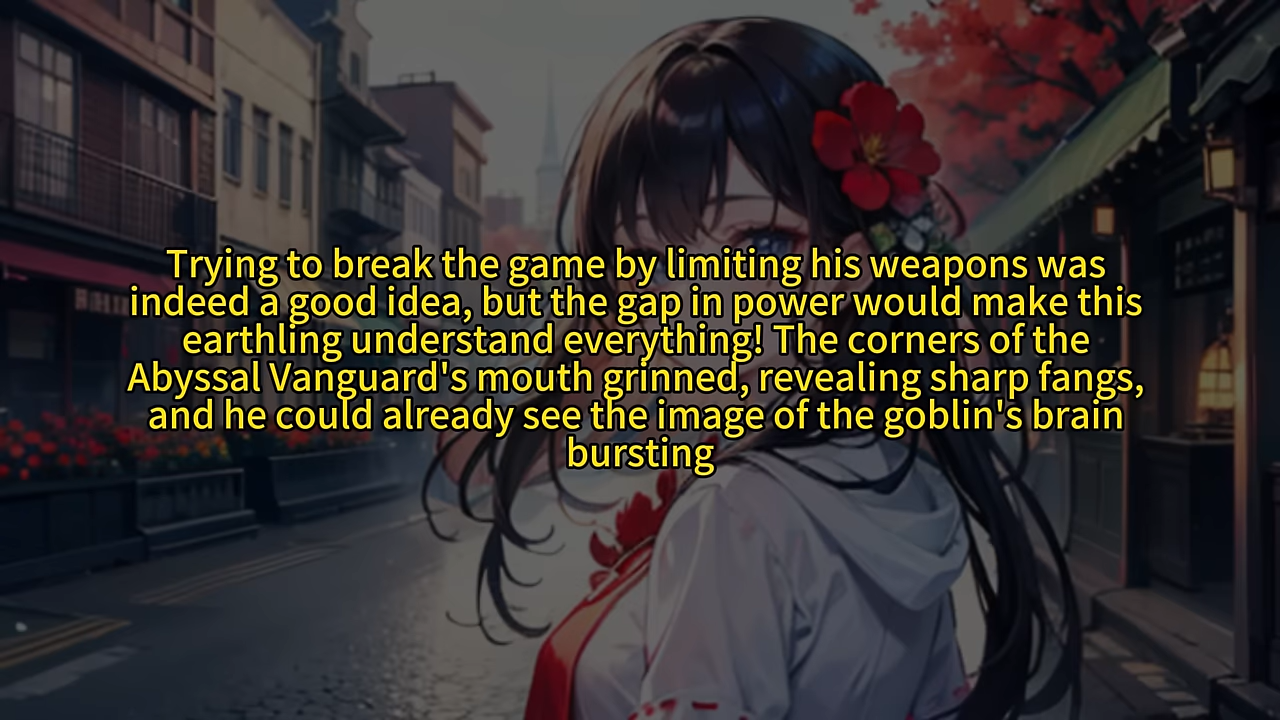 Trying to break the game by limiting his weapons was
indeed a good idea, but the gap in power would make this
earthling understand everything! The corners of the
Abyssal Vanguard's mouth grinned, revealing sharp fangs,
and he could already see the image of the goblin's brain
bursting